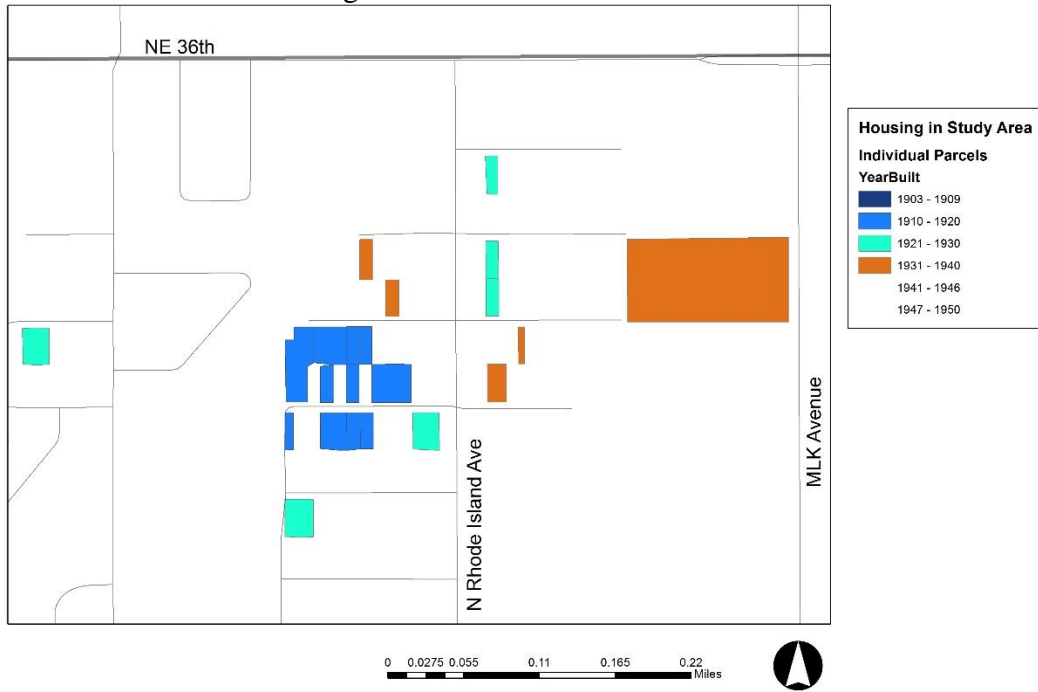 NE 36th
Housing in Study Area
Individual Parcels
YearBuilt
1903 - 1909
1910 - 1920
1921 - 1930
1931 - 1940
1941 - 1946
1947 - 1950
MLK Avenue
N Rhode Island Ave
0 0.0275 0.055 0.11 0.165 0.22
Miles